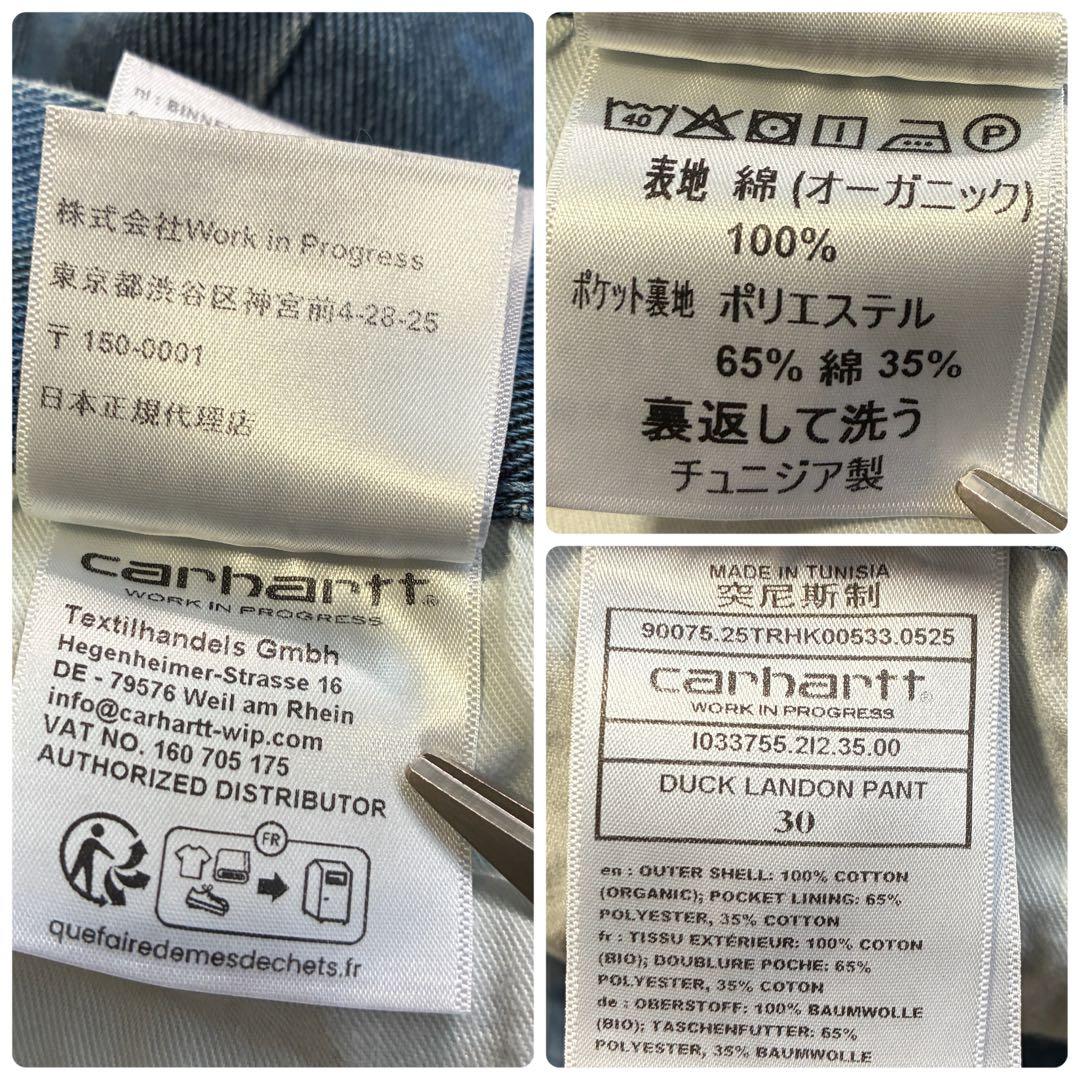 nl : BINNE
株式会社Work in Progress
東京都渋谷区神宮前4-28-25
〒 150-0001
日本正規代理店
carhartt®
WORK IN PROGRESS
Textilhandels Gmbh
Hegenheimer-Strasse 16
DE - 79576 Weil am Rhein
info@carhartt-wip.com
VAT NO. 160 705 175
AUTHORIZED DISTRIBUTOR
FR
quefairedemesdechets.fr
40 P
表地 綿 (オーガニック)
100%
ポケット裏地 ポリエステル
65% 綿 35%
裏返して洗う
チュニジア製
MADE IN TUNISIA
突尼斯制
90075.25TRHK00533.0525
carhartt®
WORK IN PROGRESS
I033755.2I2.35.00
DUCK LANDON PANT
30
en : OUTER SHELL: 100% COTTON
(ORGANIC); POCKET LINING: 65%
POLYESTER, 35% COTTON
fr : TISSU EXTÉRIEUR: 100% COTON
(BIO); DOUBLURE POCHE: 65%
POLYESTER, 35% COTON
de : OBERSTOFF: 100% BAUMWOLLE
(BIO); TASCHENFUTTER: 65%
POLYESTER, 35% BAUMWOLLE